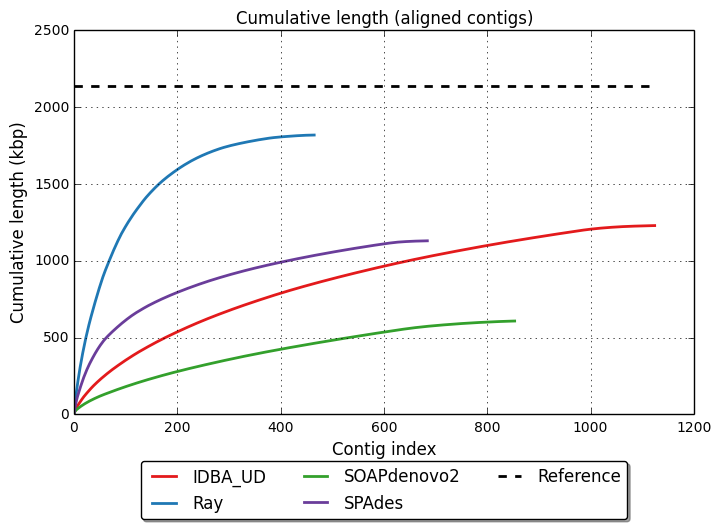 Cumulative length (aligned contigs)
2500
2000
1500
1000
500
0
Cumulative length (kbp)
0 200 400 600 800 1000 1200
Contig index
IDBA_UD SOAPdenovo2 Reference
Ray SPAdes